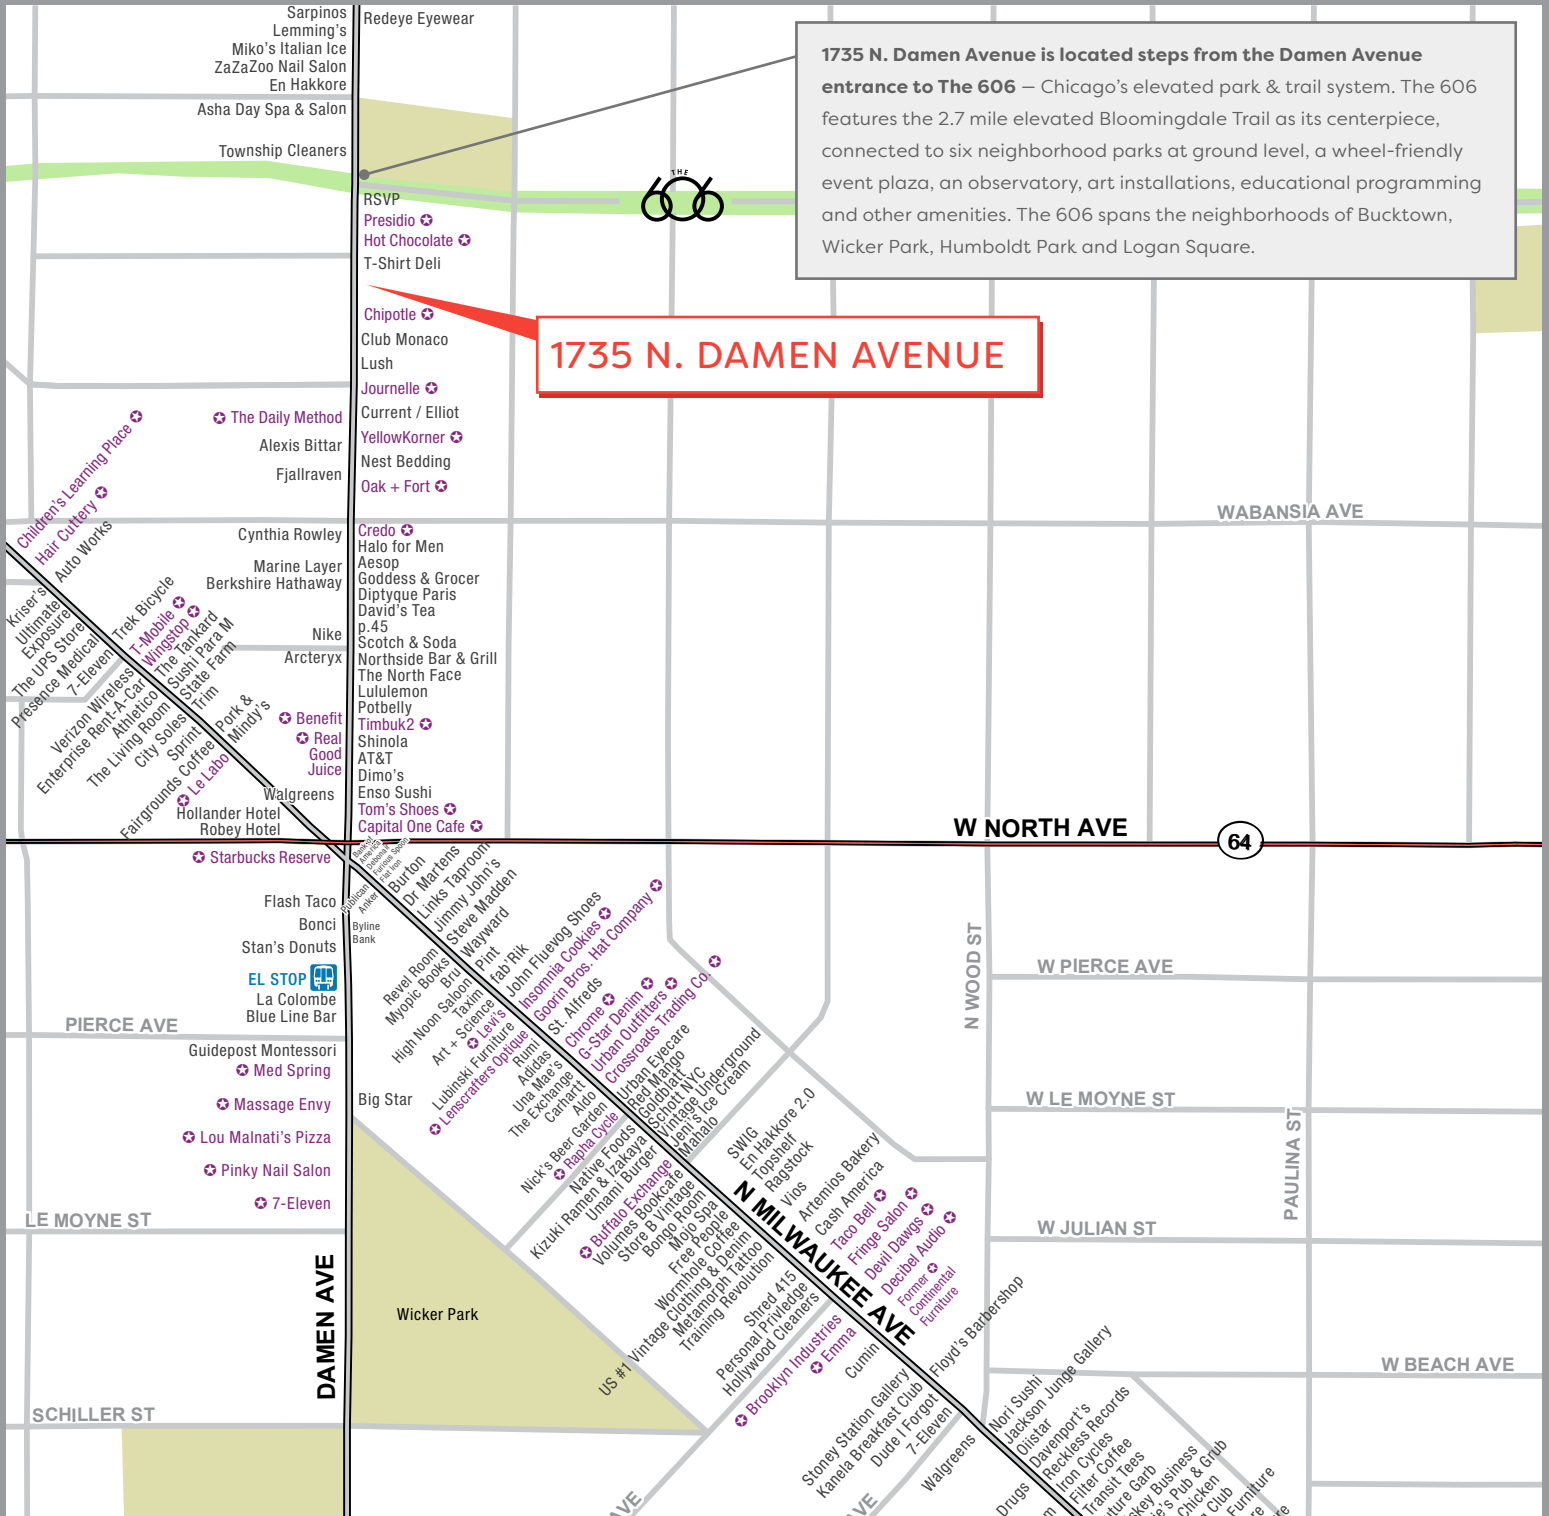 Sarpinos
Lemming's
Miko's Italian Ice
ZaZaZoo Nail Salon
En Hakkore
Asha Day Spa & Salon
Township Cleaners
Redeye Eyewear
1735 N. Damen Avenue is located steps from the Damen Avenue
entrance to The 606 – Chicago's elevated park & trail system. The 606
features the 2.7 mile elevated Bloomingdale Trail as its centerpiece,
connected to six neighborhood parks at ground level, a wheel-friendly
event plaza, an observatory, art installations, educational programming
and other amenities. The 606 spans the neighborhoods of Bucktown,
Wicker Park, Humboldt Park and Logan Square.
THE
606
RSVP
Presidio
Hot Chocolate
T-Shirt Deli
1735 N. DAMEN AVENUE
Chipotle
Club Monaco
Lush
Journelle
Current / Elliot
YellowKorner
Nest Bedding
Oak + Fort
The Daily Method
Alexis Bittar
Fjallraven
Children's Learning Place
Hair Cuttery
Auto Works
WABANSIA AVE
Cynthia Rowley
Marine Layer
Berkshire Hathaway
Nike
Arcteryx
Benefit
Real
Good
Juice
Walgreens
Hollander Hotel
Robey Hotel
Credo
Halo for Men
Aesop
Goddess & Grocer
Diptyque Paris
David's Tea
p.45
Scotch & Soda
Northside Bar & Grill
The North Face
Lululemon
Potbelly
Timbuk2
Shinola
AT&T
Dimo's
Enso Sushi
Tom's Shoes
Capital One Cafe
Kriser's
Ultimate
Exposure
The UPS Store
Presence Medical
7-Eleven
Verizon Wireless
Enterprise Rent-A-Car
Athletico
The Living Room
City Soles
Sprint
Fairgrounds Coffee
Le Labo
Trek Bicycle
T-Mobile
Wingstop
The Tankard
Sushi Para M
State Farm
Trim
Pork &
Mindy's
W NORTH AVE
64
Starbucks Reserve
Flash Taco
Bonci
Stan's Donuts
EL STOP
La Colombe
Blue Line Bar
PIERCE AVE
Guidepost Montessori
Med Spring
Massage Envy
Lou Malnati's Pizza
Pinky Nail Salon
7-Eleven
LE MOYNE ST
DAMEN AVE
SCHILLER ST
Bank of
America
Debonair
Furious Spoon
Flat Iron
Publican
Anker
Byline
Bank
Big Star
Wicker Park
Burton
Dr Martens
Links Taproom
Jimmy John's
Steve Madden
Wayward
Pint
fab'Rik
John Fluevog Shoes
Insomnia Cookies
Goorin Bros. Hat Company
St. Alfreds
Chrome
G-Star Denim
Urban Outfitters
Crossroads Trading Co.
Urban Eyecare
Red Mango
Goldblatt
Schott NYC
Vintage Underground
Jeni's Ice Cream
Mahalo
SWIG
En Hakkore 2.0
Topshelf
Ragstock
Vios
Artemios Bakery
Cash America
Taco Bell
Fringe Salon
Devil Dawgs
Decibel Audio
Former
Continental
Furniture
Floyd's Barbershop
Revel Room
Myopic Books
Bru
High Noon Saloon
Taxim
Art + Science
Levi's
Lubinski Furniture
Lenscrafters Optique
Rumi
Adidas
Una Mae's
The Exchange
Carhartt
Aldo
Nick's Beer Garden
Rapha Cycle
Native Foods
Kizuki Ramen & Izakaya
Umami Burger
Buffalo Exchange
Volumes Bookcafe
Store B Vintage
Bongo Room
Mojo Spa
Free People
Wormhole Coffee
US #1 Vintage Clothing & Denim
Metamorph Tattoo
Training Revolution
Shred 415
Personal Priviledge
Hollywood Cleaners
Brooklyn Industries
Emma
Cumin
Stoney Station Gallery
Kanela Breakfast Club
Dude I Forgot
7-Eleven
Walgreens
N MILWAUKEE AVE
N WOOD ST
W PIERCE AVE
W LE MOYNE ST
PAULINA ST
W JULIAN ST
W BEACH AVE
Nori Sushi
Jackson Junge Gallery
Oiistar
Davenport's
Reckless Records
Iron Cycles
Filter Coffee
Transit Tees
Drugs
Chicken
Club
Furniture
AVE
AVE